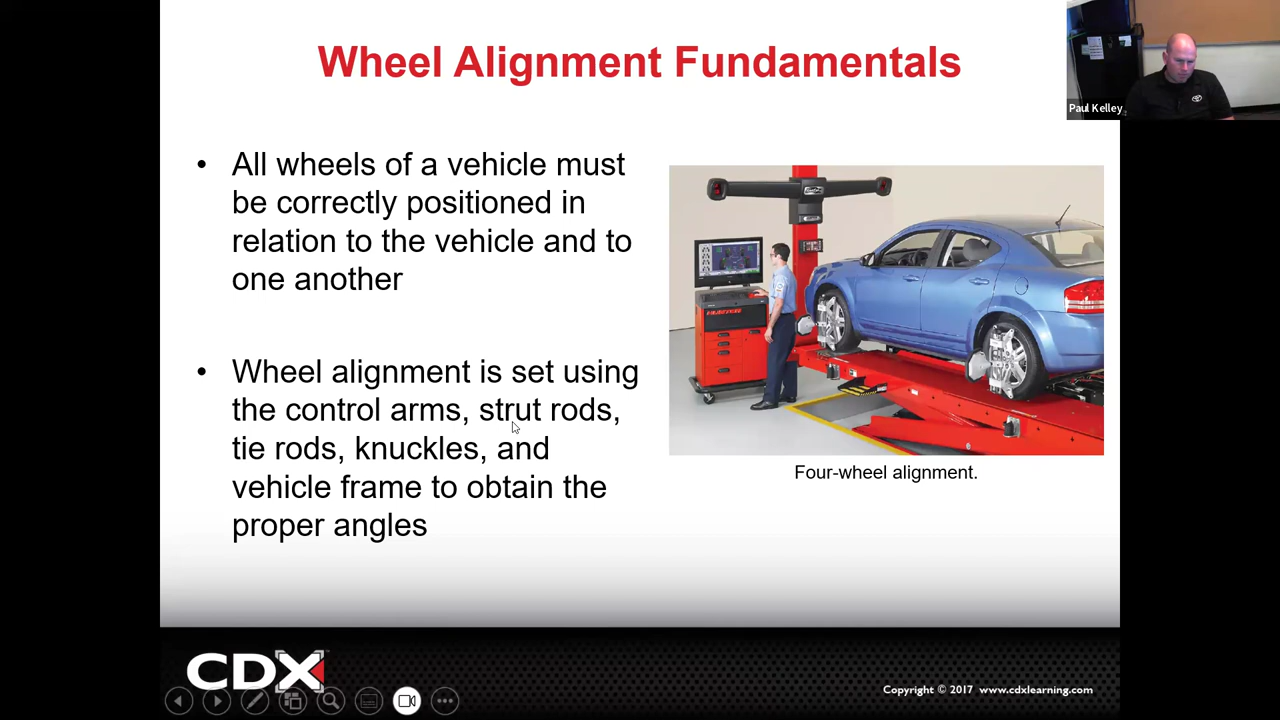 Wheel Alignment Fundamentals
Paul Kelley
• All wheels of a vehicle must
be correctly positioned in
relation to the vehicle and to
one another
• Wheel alignment is set using
the control arms, strut rods,
tie rods, knuckles, and
vehicle frame to obtain the
proper angles
HUNTER
Four-wheel alignment.
CDX
Copyright © 2017 www.cdxlearning.com